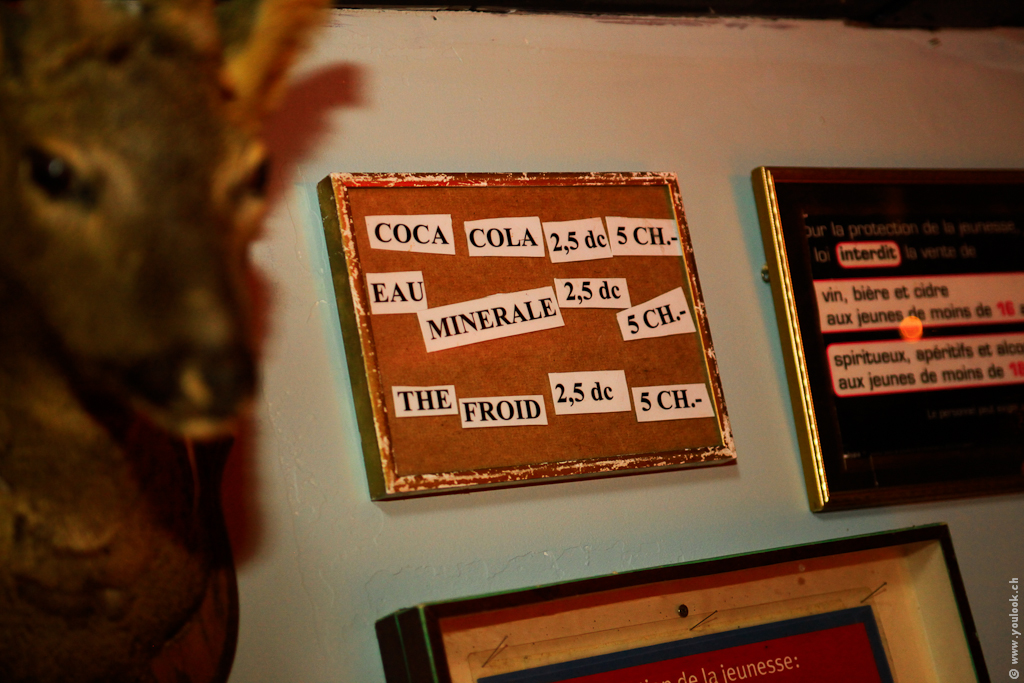 COCA COLA 2,5 dc 5 CH.-
EAU MINERALE 2,5 dc 5 CH.-
THE FROID 2,5 dc 5 CH.-
our la protection de la jeunesse
loi interdit la vente de
vin, bière et cidre
aux jeunes de moins de 16 a
spiritueux, apéritifs et alco
aux jeunes de moins de 18
de la jeunesse:
© www.youlook.ch